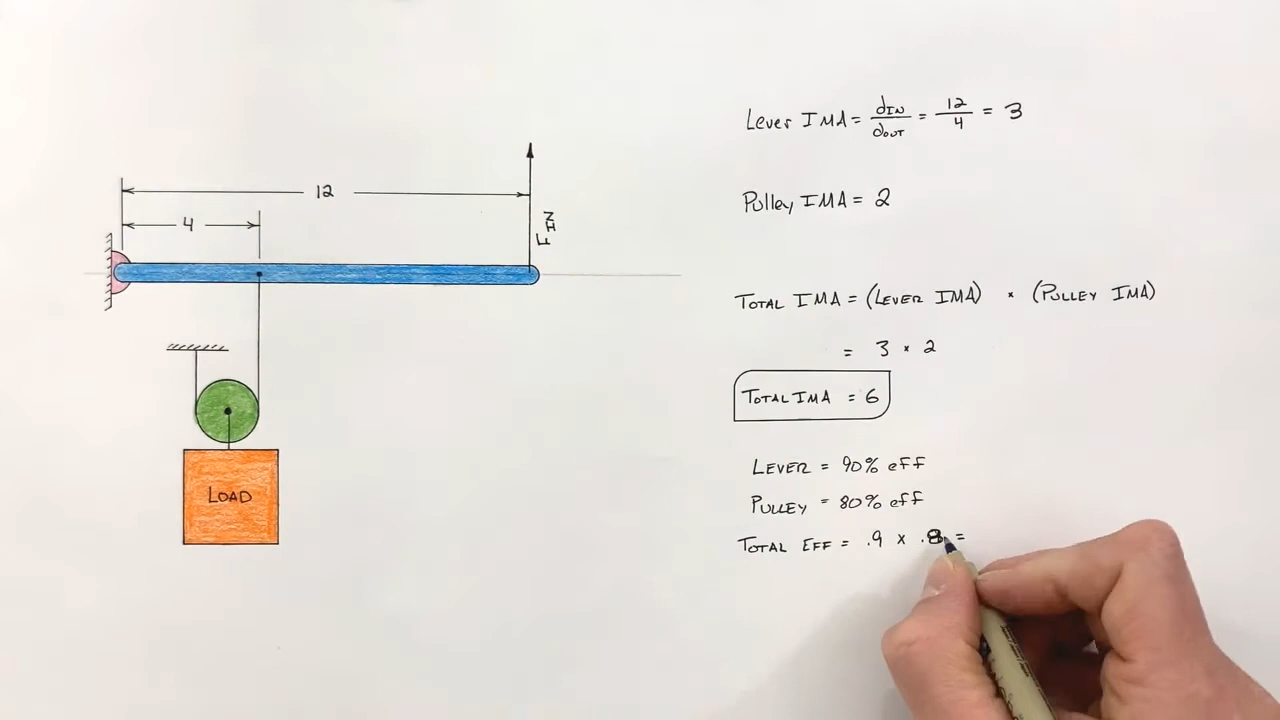 12
4
F IN
LOAD
Lever IMA = dIN/dOUT = 12/4 = 3
Pulley IMA = 2
TOTAL IMA = (LEVER IMA) · (PULLEY IMA)
= 3 · 2
TOTAL IMA = 6
LEVER = 90% eff
PULLEY = 80% eff
TOTAL EFF = .9 x .8 =